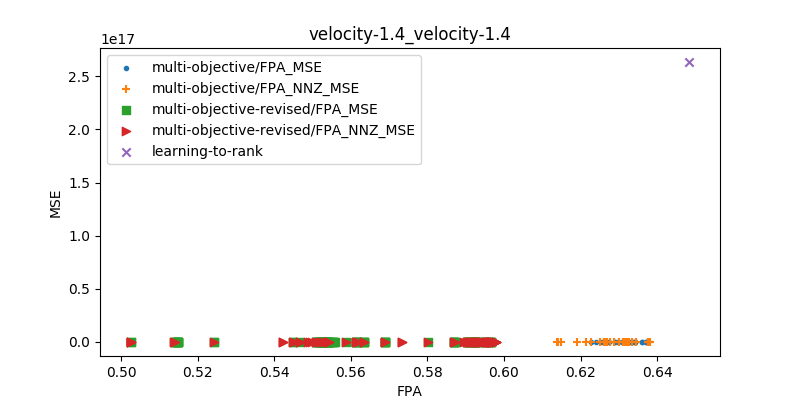 velocity-1.4_velocity-1.4
1e17
multi-objective/FPA_MSE
multi-objective/FPA_NNZ_MSE
multi-objective-revised/FPA_MSE
multi-objective-revised/FPA_NNZ_MSE
learning-to-rank
2.5
2.0
1.5
1.0
0.5
0.0
MSE
0.50 0.52 0.54 0.56 0.58 0.60 0.62 0.64
FPA